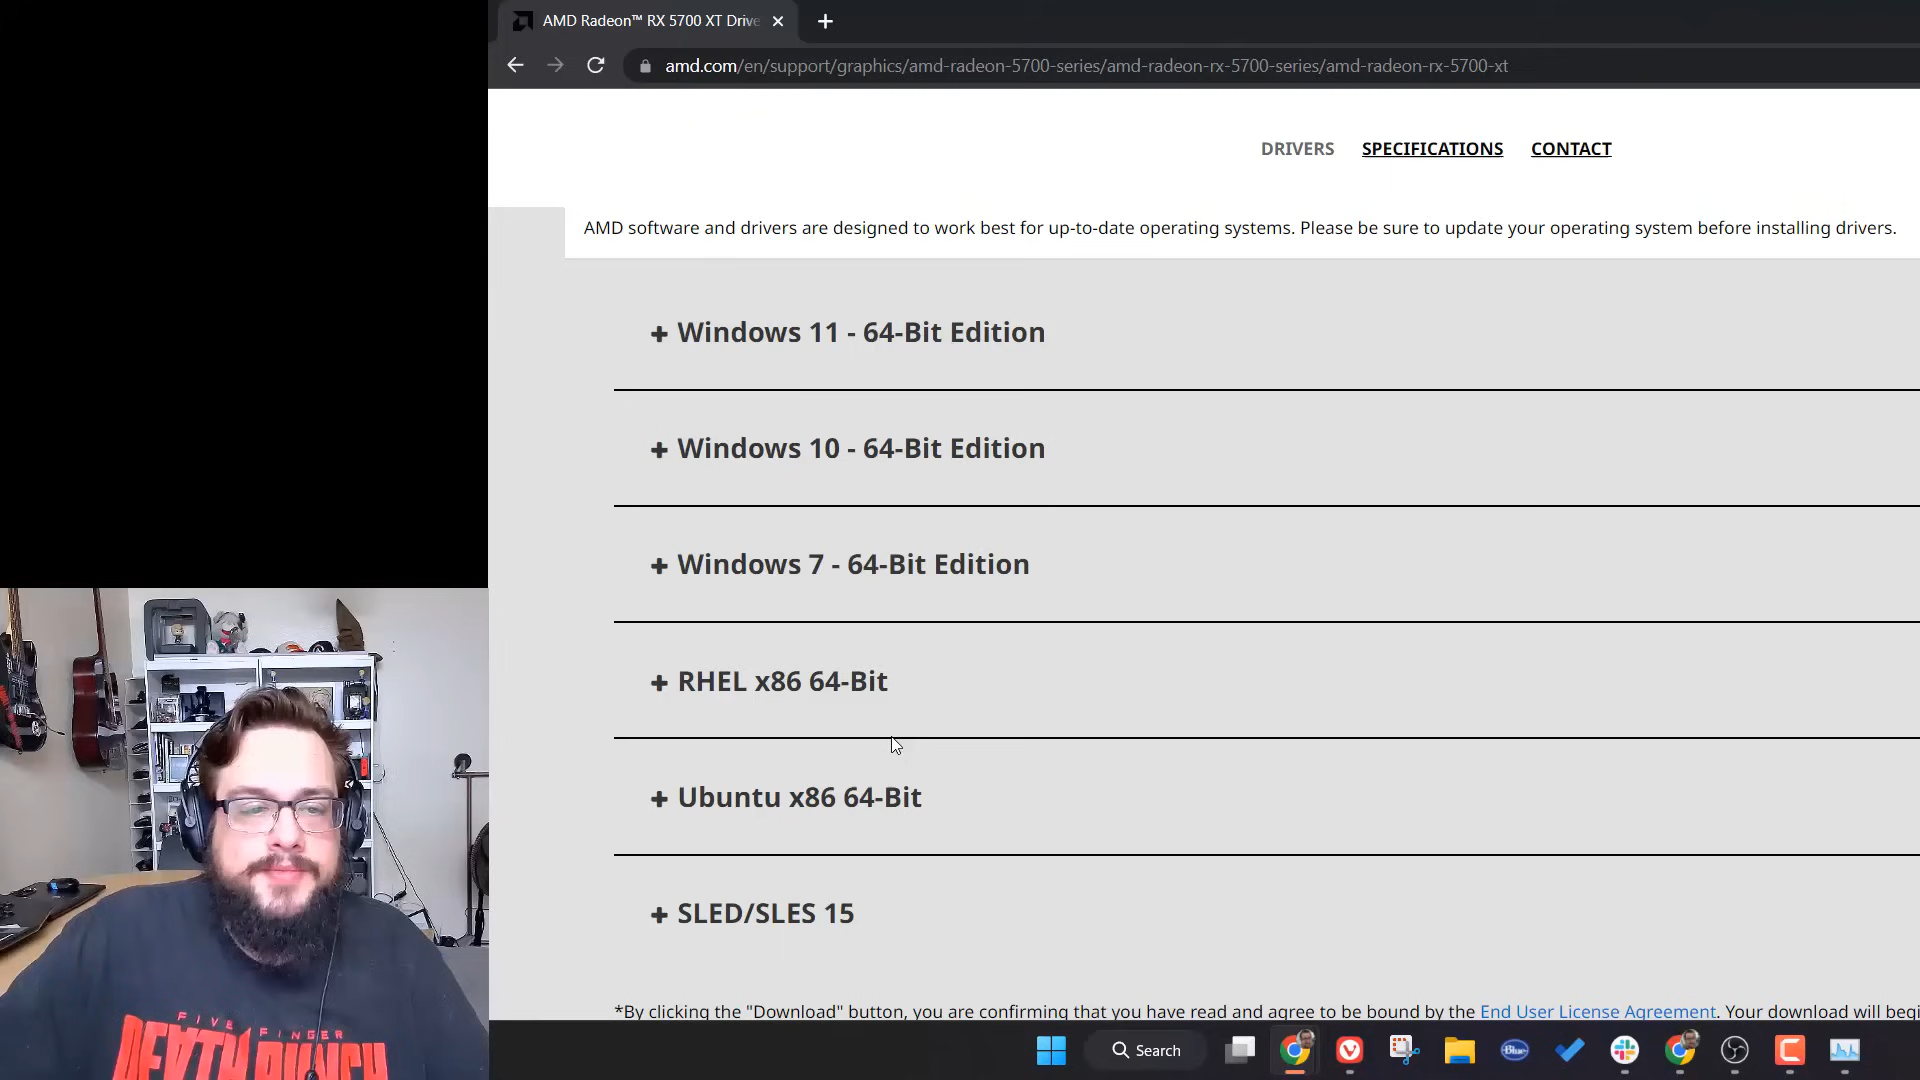 AMD Radeon™ RX 5700 XT Drive
amd.com/en/support/graphics/amd-radeon-5700-series/amd-radeon-rx-5700-series/amd-radeon-rx-5700-xt
DRIVERS SPECIFICATIONS CONTACT
AMD software and drivers are designed to work best for up-to-date operating systems. Please be sure to update your operating system before installing drivers.
+ Windows 11 - 64-Bit Edition
+ Windows 10 - 64-Bit Edition
+ Windows 7 - 64-Bit Edition
+ RHEL x86 64-Bit
+ Ubuntu x86 64-Bit
+ SLED/SLES 15
*By clicking the "Download" button, you are confirming that you have read and agree to be bound by the End User License Agreement. Your download will begi
Search
Blue
FIVE FINGER
DEATH PUNCH